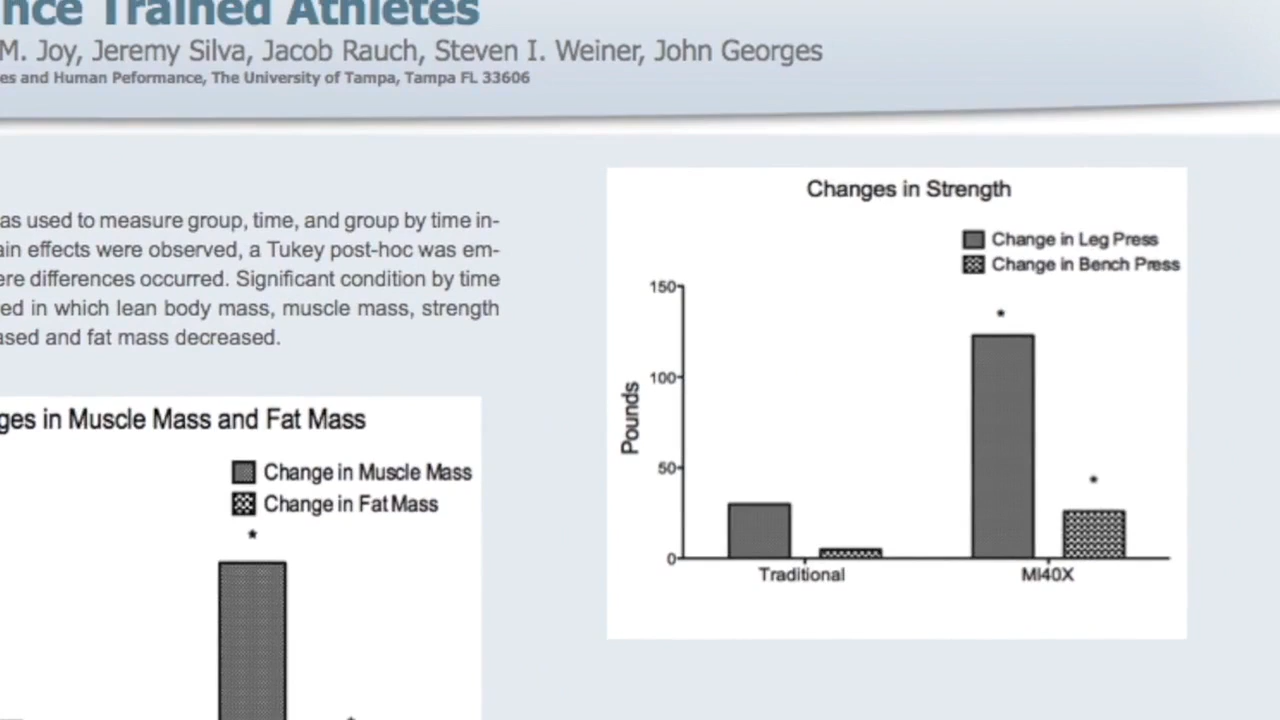 nce Trained Athletes
M. Joy, Jeremy Silva, Jacob Rauch, Steven I. Weiner, John Georges
es and Human Peformance, The University of Tampa, Tampa FL 33606
as used to measure group, time, and group by time in-
ain effects were observed, a Tukey post-hoc was em-
ere differences occurred. Significant condition by time
ed in which lean body mass, muscle mass, strength
ased and fat mass decreased.
ges in Muscle Mass and Fat Mass
Change in Muscle Mass
Change in Fat Mass
*
*
Changes in Strength
Change in Leg Press
Change in Bench Press
150
100
50
0
Pounds
*
*
Traditional
MI40X